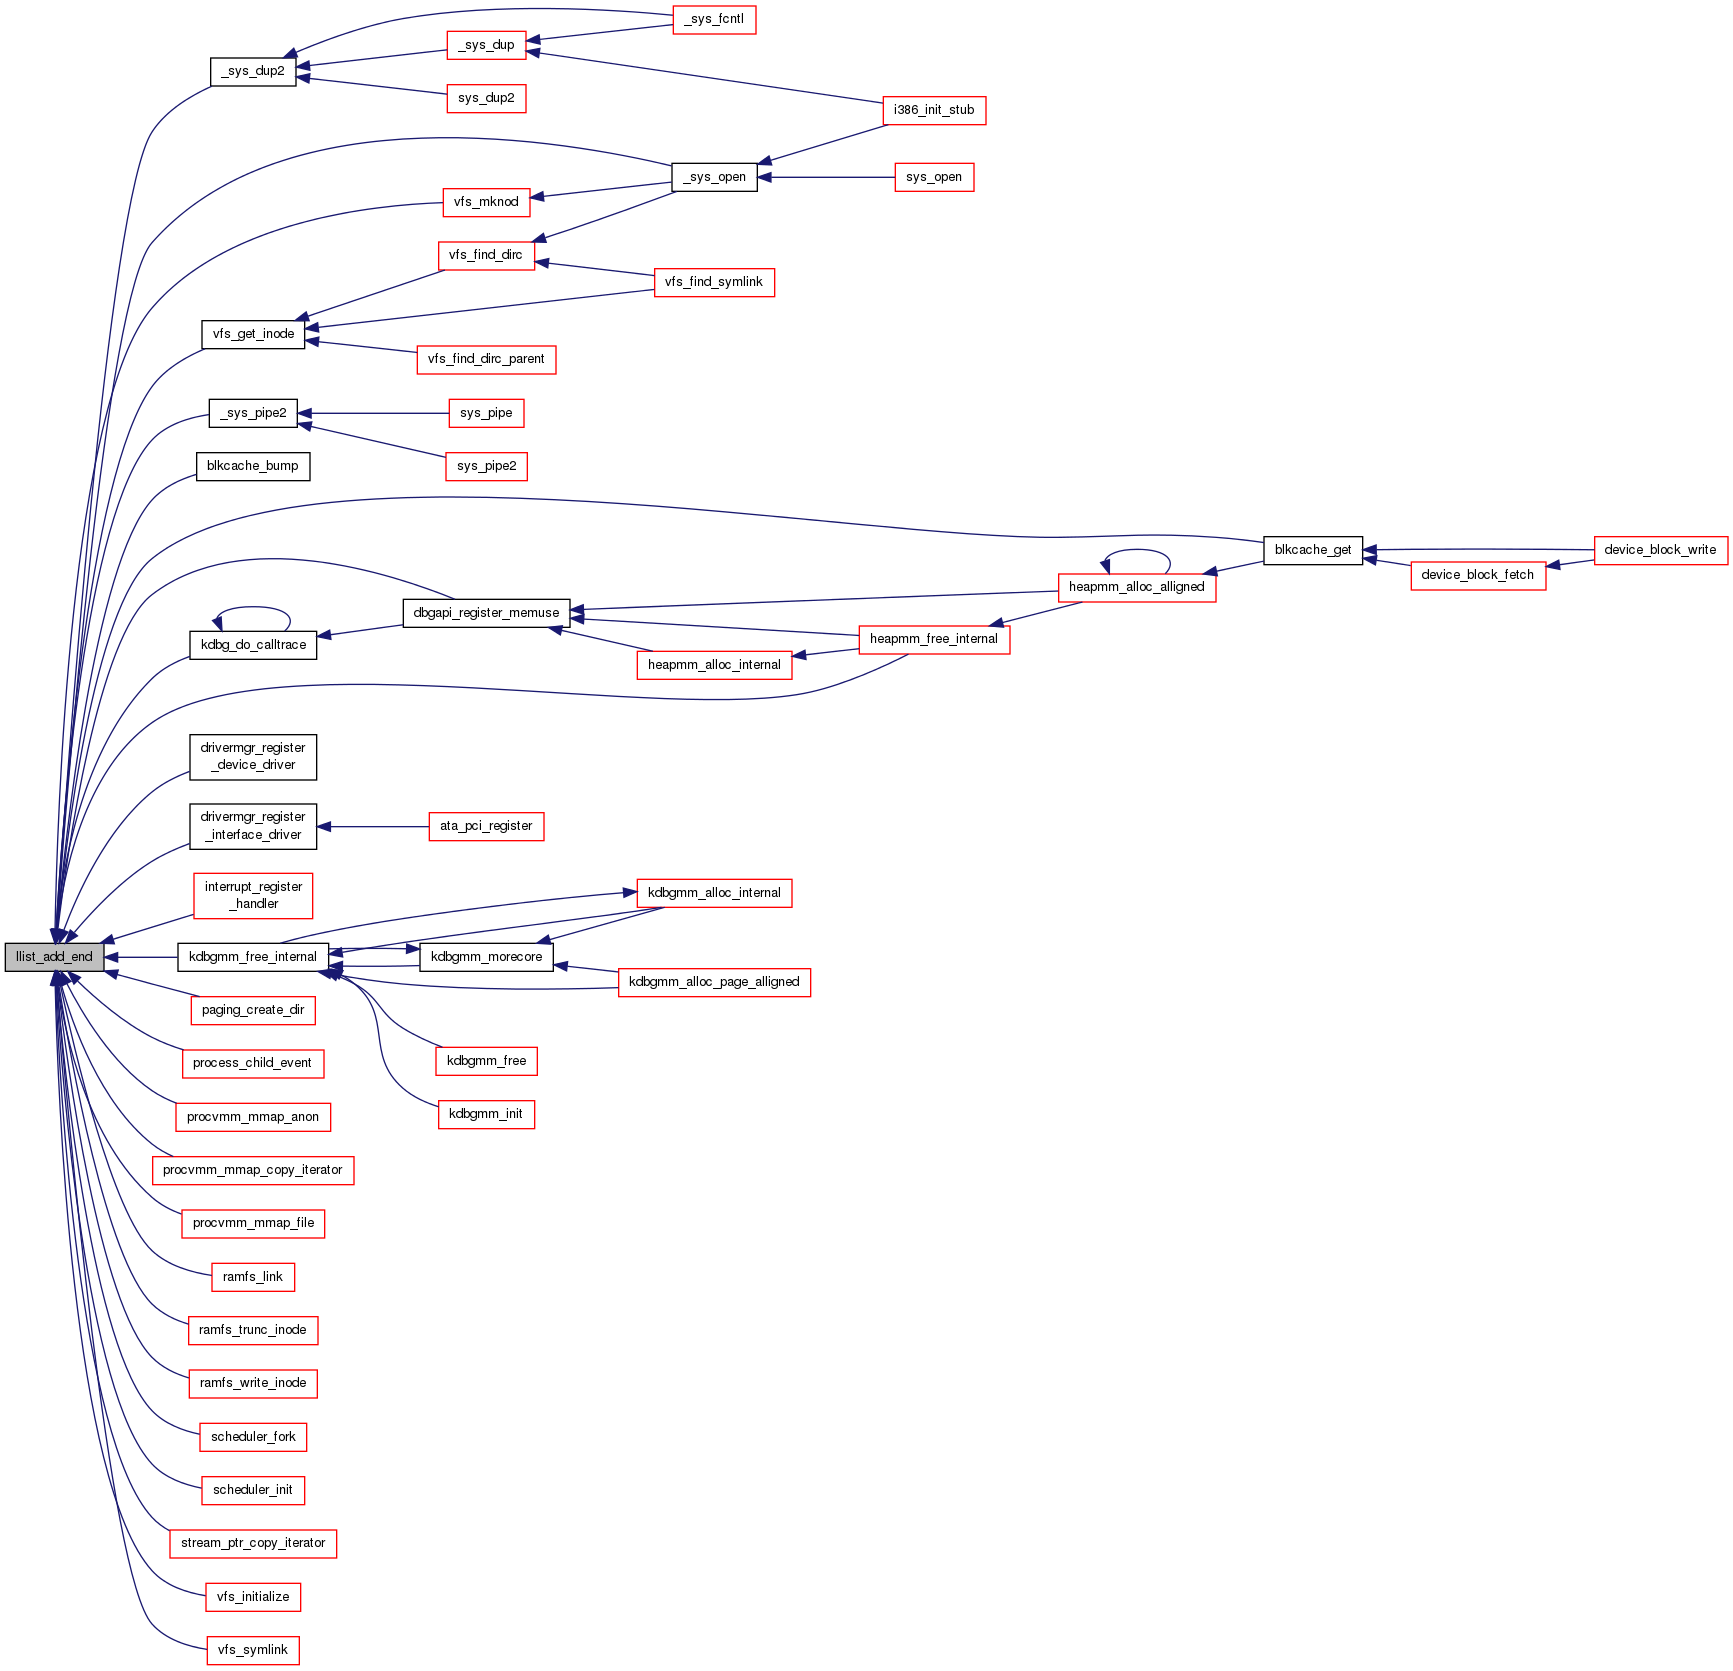 _sys_fcntl
_sys_dup
_sys_dup2
sys_dup2
i386_init_stub
_sys_open
sys_open
vfs_mknod
vfs_find_dirc
vfs_find_symlink
vfs_get_inode
vfs_find_dirc_parent
_sys_pipe2
sys_pipe
blkcache_bump
sys_pipe2
blkcache_get
device_block_write
device_block_fetch
heapmm_alloc_alligned
dbgapi_register_memuse
kdbg_do_calltrace
heapmm_free_internal
heapmm_alloc_internal
drivermgr_register
_device_driver
drivermgr_register
_interface_driver
ata_pci_register
interrupt_register
_handler
kdbgmm_alloc_internal
llist_add_end
kdbgmm_free_internal
kdbgmm_morecore
kdbgmm_alloc_page_alligned
paging_create_dir
process_child_event
kdbgmm_free
procvmm_mmap_anon
kdbgmm_init
procvmm_mmap_copy_iterator
procvmm_mmap_file
ramfs_link
ramfs_trunc_inode
ramfs_write_inode
scheduler_fork
scheduler_init
stream_ptr_copy_iterator
vfs_initialize
vfs_symlink